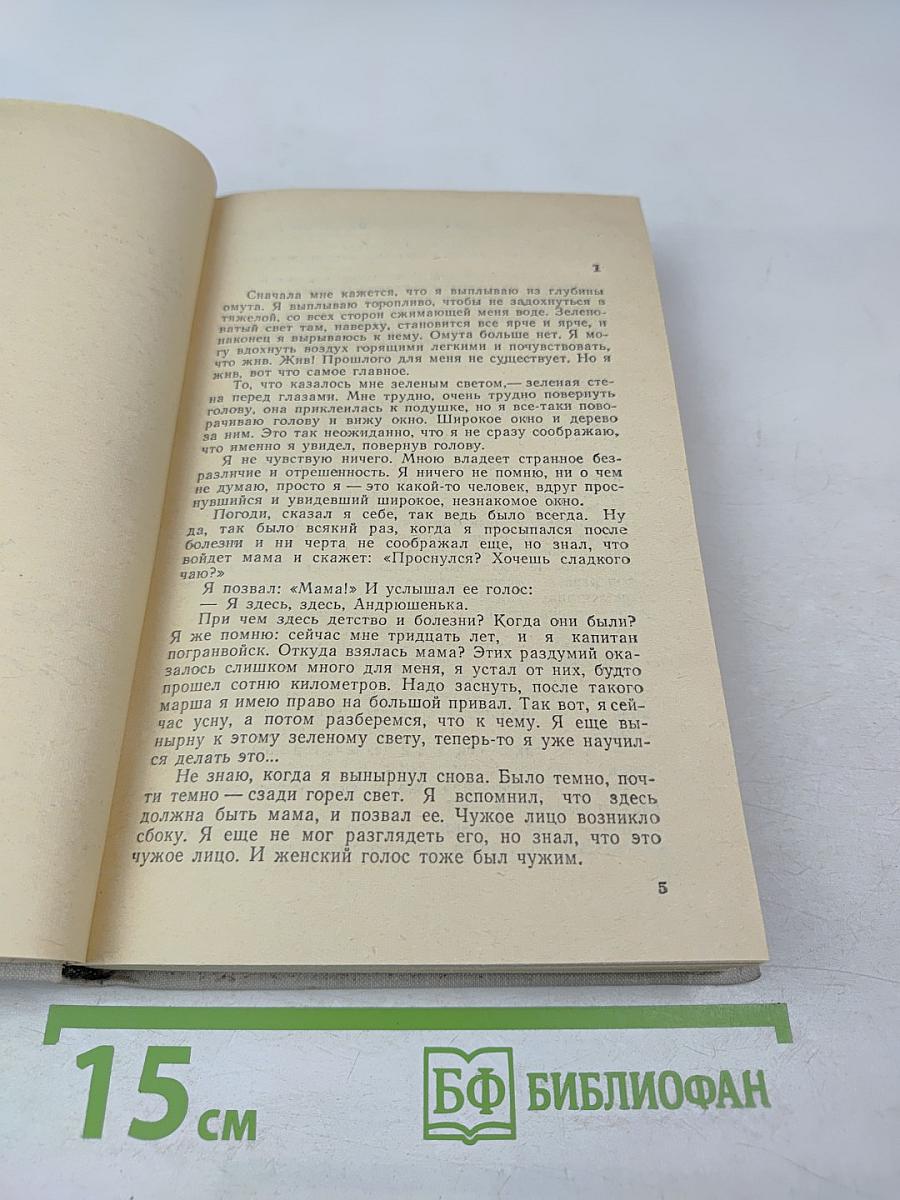 1
Сначала мне кажется, что я выплываю из глубины
омута. Я выплываю торопливо, чтобы не задохнуться в
тяжелой, со всех сторон сжимающей меня воде. Зелено-
ватый свет там, наверху, становится все ярче и ярче, и
наконец я вырываюсь к нему. Омута больше нет. Я мо-
гу вдохнуть воздух горящими легкими и почувствовать,
что жив. Жив! Прошлого для меня не существует. Но я
жив, вот что самое главное.
То, что казалось мне зеленым светом,— зеленая сте-
на перед глазами. Мне трудно, очень трудно повернуть
голову, она приклеилась к подушке, но я все-таки пово-
рачиваю голову и вижу окно. Широкое окно и дерево
за ним. Это так неожиданно, что я не сразу соображаю,
что именно я увидел, повернув голову.
Я не чувствую ничего. Мною владеет странное без-
различие и отрешенность. Я ничего не помню, ни о чем
не думаю, просто я — это какой-то человек, вдруг прос-
нувшийся и увидевший широкое, незнакомое окно.
Погоди, сказал я себе, так ведь было всегда. Ну
да, так было всякий раз, когда я просыпался после
болезни и ни черта не соображал еще, но знал, что
войдет мама и скажет: «Проснулся? Хочешь сладкого
чаю?»
Я позвал: «Мама!» И услышал ее голос:
— Я здесь, здесь, Андрюшенька.
При чем здесь детство и болезни? Когда они были?
Я же помню: сейчас мне тридцать лет, и я капитан
погранвойск. Откуда взялась мама? Этих раздумий ока-
залось слишком много для меня, я устал от них, будто
прошел сотню километров. Надо заснуть, после такого
марша я имею право на большой привал. Так вот, я сей-
час усну, а потом разберемся, что к чему. Я еще вы-
нырну к этому зеленому свету, теперь-то я уже научил-
ся делать это...
Не знаю, когда я вынырнул снова. Было темно, поч-
ти темно — сзади горел свет. Я вспомнил, что здесь
должна быть мама, и позвал ее. Чужое лицо возникло
сбоку. Я еще не мог разглядеть его, но знал, что это
чужое лицо. И женский голос тоже был чужим.
5
15 см
БФ БИБЛИОФАН